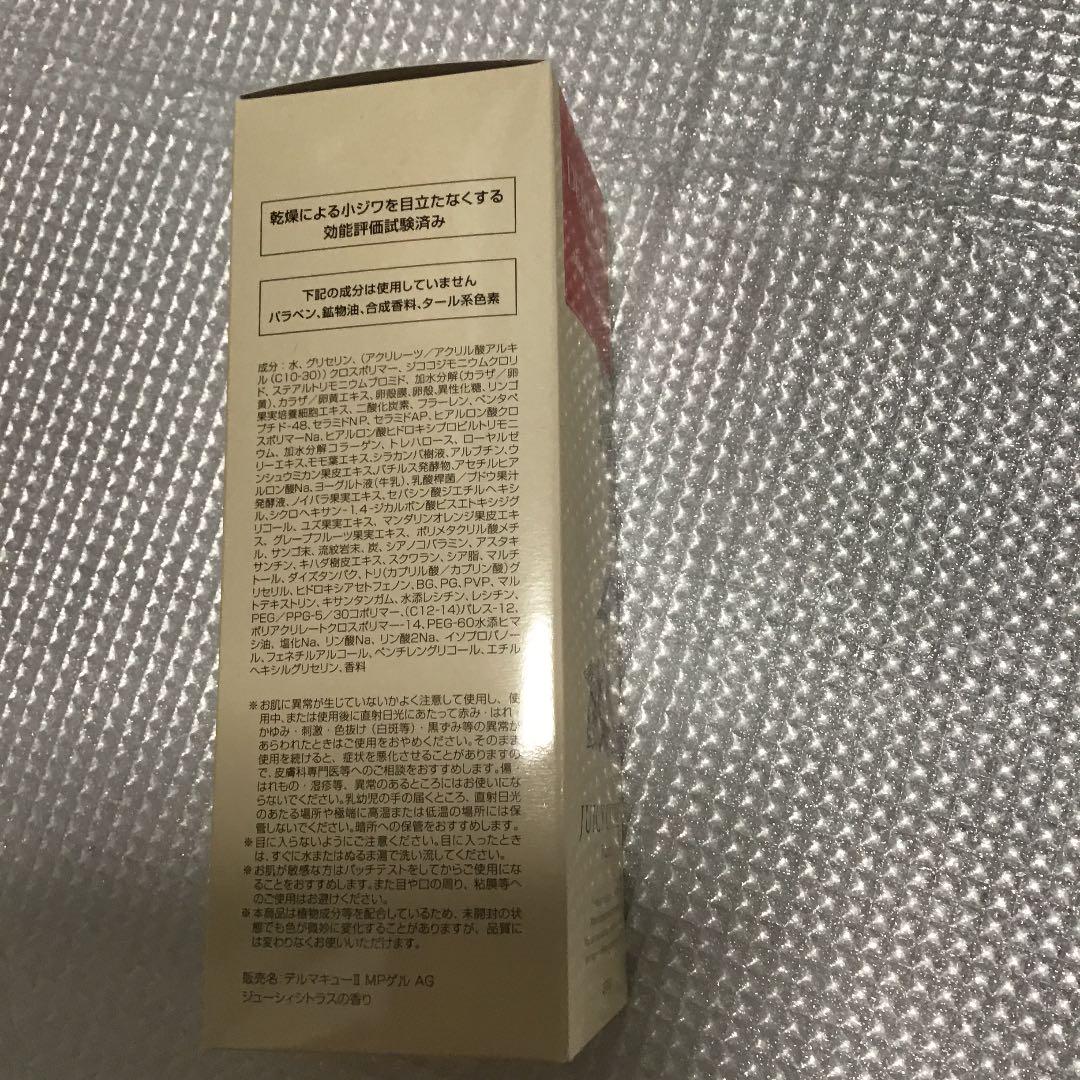 乾燥による小ジワを目立たなくする
効能評価試験済み
下記の成分は使用していません
パラベン、鉱物油、合成香料、タール系色素
成分：水、グリセリン、(アクリレーツ／アクリル酸アルキ
ル(C10-30))クロスポリマー、ジココジモニウムクロリ
ド、ステアルトリモニウムブロミド、加水分解(カラザ／卵
黄)、カラザ／卵黄エキス、卵殻膜、卵殻、異性化糖、リンゴ
果実培養細胞エキス、二酸化炭素、フラーレン、ペンタペ
プチド-48、セラミドNP、セラミドAP、ヒアルロン酸クロ
スポリマーNa、ヒアルロン酸ヒドロキシプロピルトリモニ
ウム、加水分解コラーゲン、トレハロース、ローヤルゼ
リーエキス、モモ葉エキス、シラカンバ樹液、アルブチン、ウ
ンシュウミカン果皮エキス、バチルス発酵物、アセチルヒア
ルロン酸Na、ヨーグルト液(牛乳)、乳酸桿菌／ブドウ果汁
発酵液、ノイバラ果実エキス、セバシン酸ジエチルヘキシ
ル、シクロヘキサン-1,4-ジカルボン酸ビスエトキシジグ
リコール、ユズ果実エキス、マンダリンオレンジ果皮エキ
ス、グレープフルーツ果実エキス、ポリメタクリル酸メチ
ル、サンゴ末、流紋岩末、炭、シアノコバラミン、アスタキ
サンチン、キハダ樹皮エキス、スクワラン、シア脂、マルチ
トール、ダイズタンパク、トリ(カプリル酸／カプリン酸)グ
リセリル、ヒドロキシアセトフェノン、BG、PG、PVP、マル
トデキストリン、キサンタンガム、水添レシチン、レシチン、
PEG／PPG-5／30コポリマー、(C12-14)パレス-12、
ポリアクリレートクロスポリマー-14、PEG-60水添ヒマ
シ油、塩化Na、リン酸Na、リン酸2Na、イソプロパノー
ル、フェネチルアルコール、ペンチレングリコール、エチル
ヘキシルグリセリン、香料
※お肌に異常が生じていないかよく注意して使用し、使
用中、または使用後に直射日光にあたって赤み・はれ・
かゆみ・刺激・色抜け(白斑等)・黒ずみ等の異常が
あらわれたときはご使用をおやめください。そのまま
使用を続けると、症状を悪化させることがありますの
で、皮膚科専門医等へのご相談をおすすめします。傷・
はれもの・湿疹等、異常のあるところにはお使いにな
らないでください。乳幼児の手の届くところ、直射日光
のあたる場所や極端に高温または低温の場所には保
管しないでください。暗所への保管をおすすめします。
※目に入らないようにご注意ください。目に入ったとき
は、すぐに水またはぬるま湯で洗い流してください。
※お肌が敏感な方はパッチテストをしてからご使用にな
ることをおすすめします。また目や口の周り、粘膜等へ
のご使用はお避けください。
※本商品は植物成分等を配合しているため、未開封の状
態でも色が微妙に変化することがありますが、品質に
は変わりなくお使いいただけます。
販売名：デルマキューⅡ MPゲル AG
ジューシィシトラスの香り